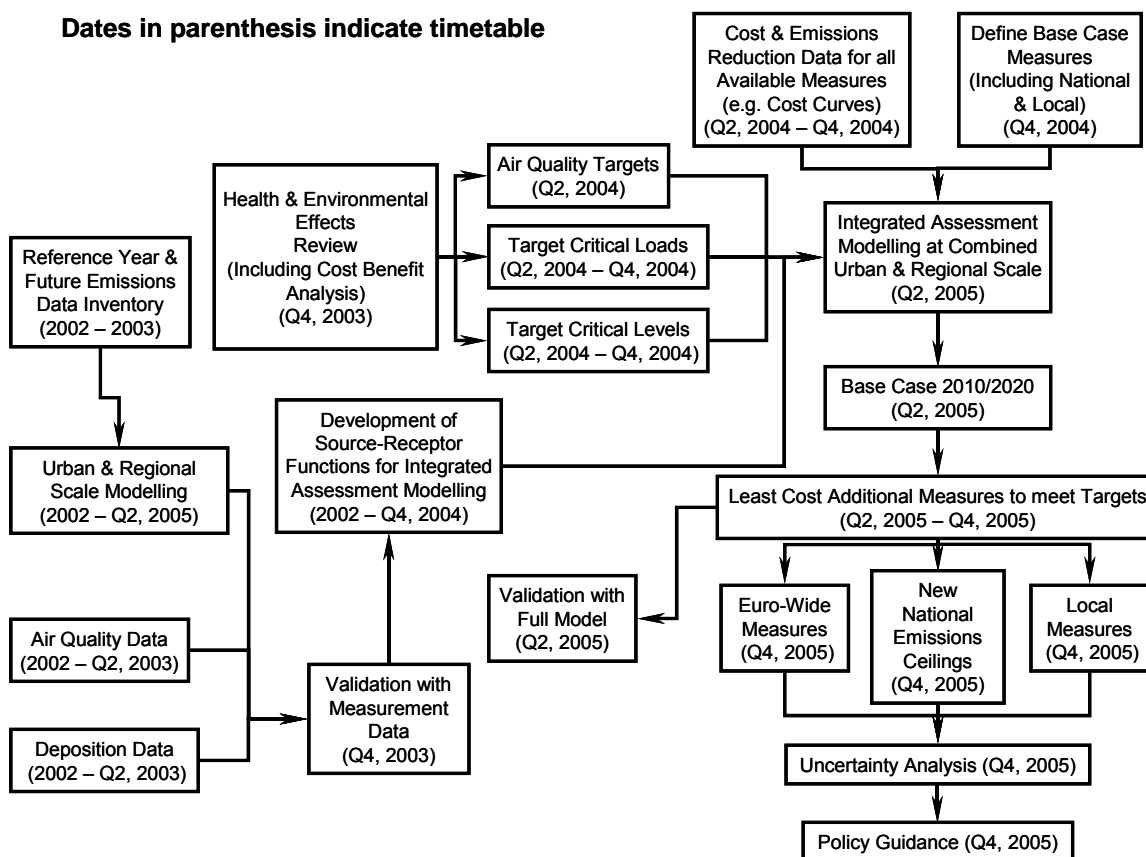 Dates in parenthesis indicate timetable
Cost & Emissions
Reduction Data for all
Available Measures
(e.g. Cost Curves)
(Q2, 2004 – Q4, 2004)
Define Base Case
Measures
(Including National
& Local)
(Q4, 2004)
Air Quality Targets
(Q2, 2004)
Health & Environmental
Effects
Review
(Including Cost Benefit
Analysis)
(Q4, 2003)
Target Critical Loads
(Q2, 2004 – Q4, 2004)
Target Critical Levels
(Q2, 2004 – Q4, 2004)
Integrated Assessment
Modelling at Combined
Urban & Regional Scale
(Q2, 2005)
Reference Year &
Future Emissions
Data Inventory
(2002 – 2003)
Base Case 2010/2020
(Q2, 2005)
Development of
Source-Receptor
Functions for Integrated
Assessment Modelling
(2002 – Q4, 2004)
Urban & Regional
Scale Modelling
(2002 – Q2, 2005)
Least Cost Additional Measures to meet Targets
(Q2, 2005 – Q4, 2005)
Validation with
Full Model
(Q2, 2005)
Euro-Wide
Measures
(Q4, 2005)
New
National
Emissions
Ceilings
(Q4, 2005)
Local
Measures
(Q4, 2005)
Air Quality Data
(2002 – Q2, 2003)
Validation with
Measurement
Data
(Q4, 2003)
Deposition Data
(2002 – Q2, 2003)
Uncertainty Analysis (Q4, 2005)
Policy Guidance (Q4, 2005)